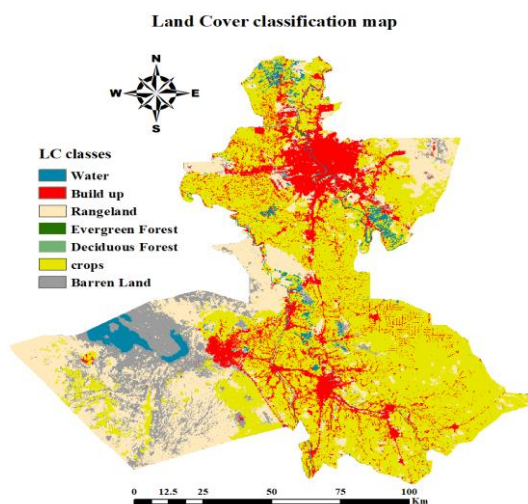 Land Cover classification map
N
W E
S
LC classes
Water
Build up
Rangeland
Evergreen Forest
Deciduous Forest
crops
Barren Land
0 12.5 25 50 75 100
Km